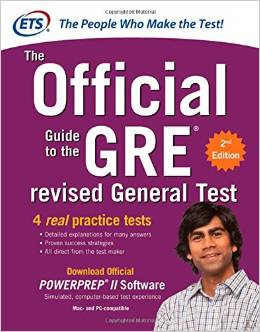 ETS
The People Who Make the Test!
The
Official
Guide to the
GRE®
2nd
Edition
revised General Test
4 real practice tests
• Detailed explanations for many answers
• Proven success strategies
• All direct from the test maker
Download Official
POWERPREP® II Software
Simulated, computer-based test experience
Mac- and PC-compatible